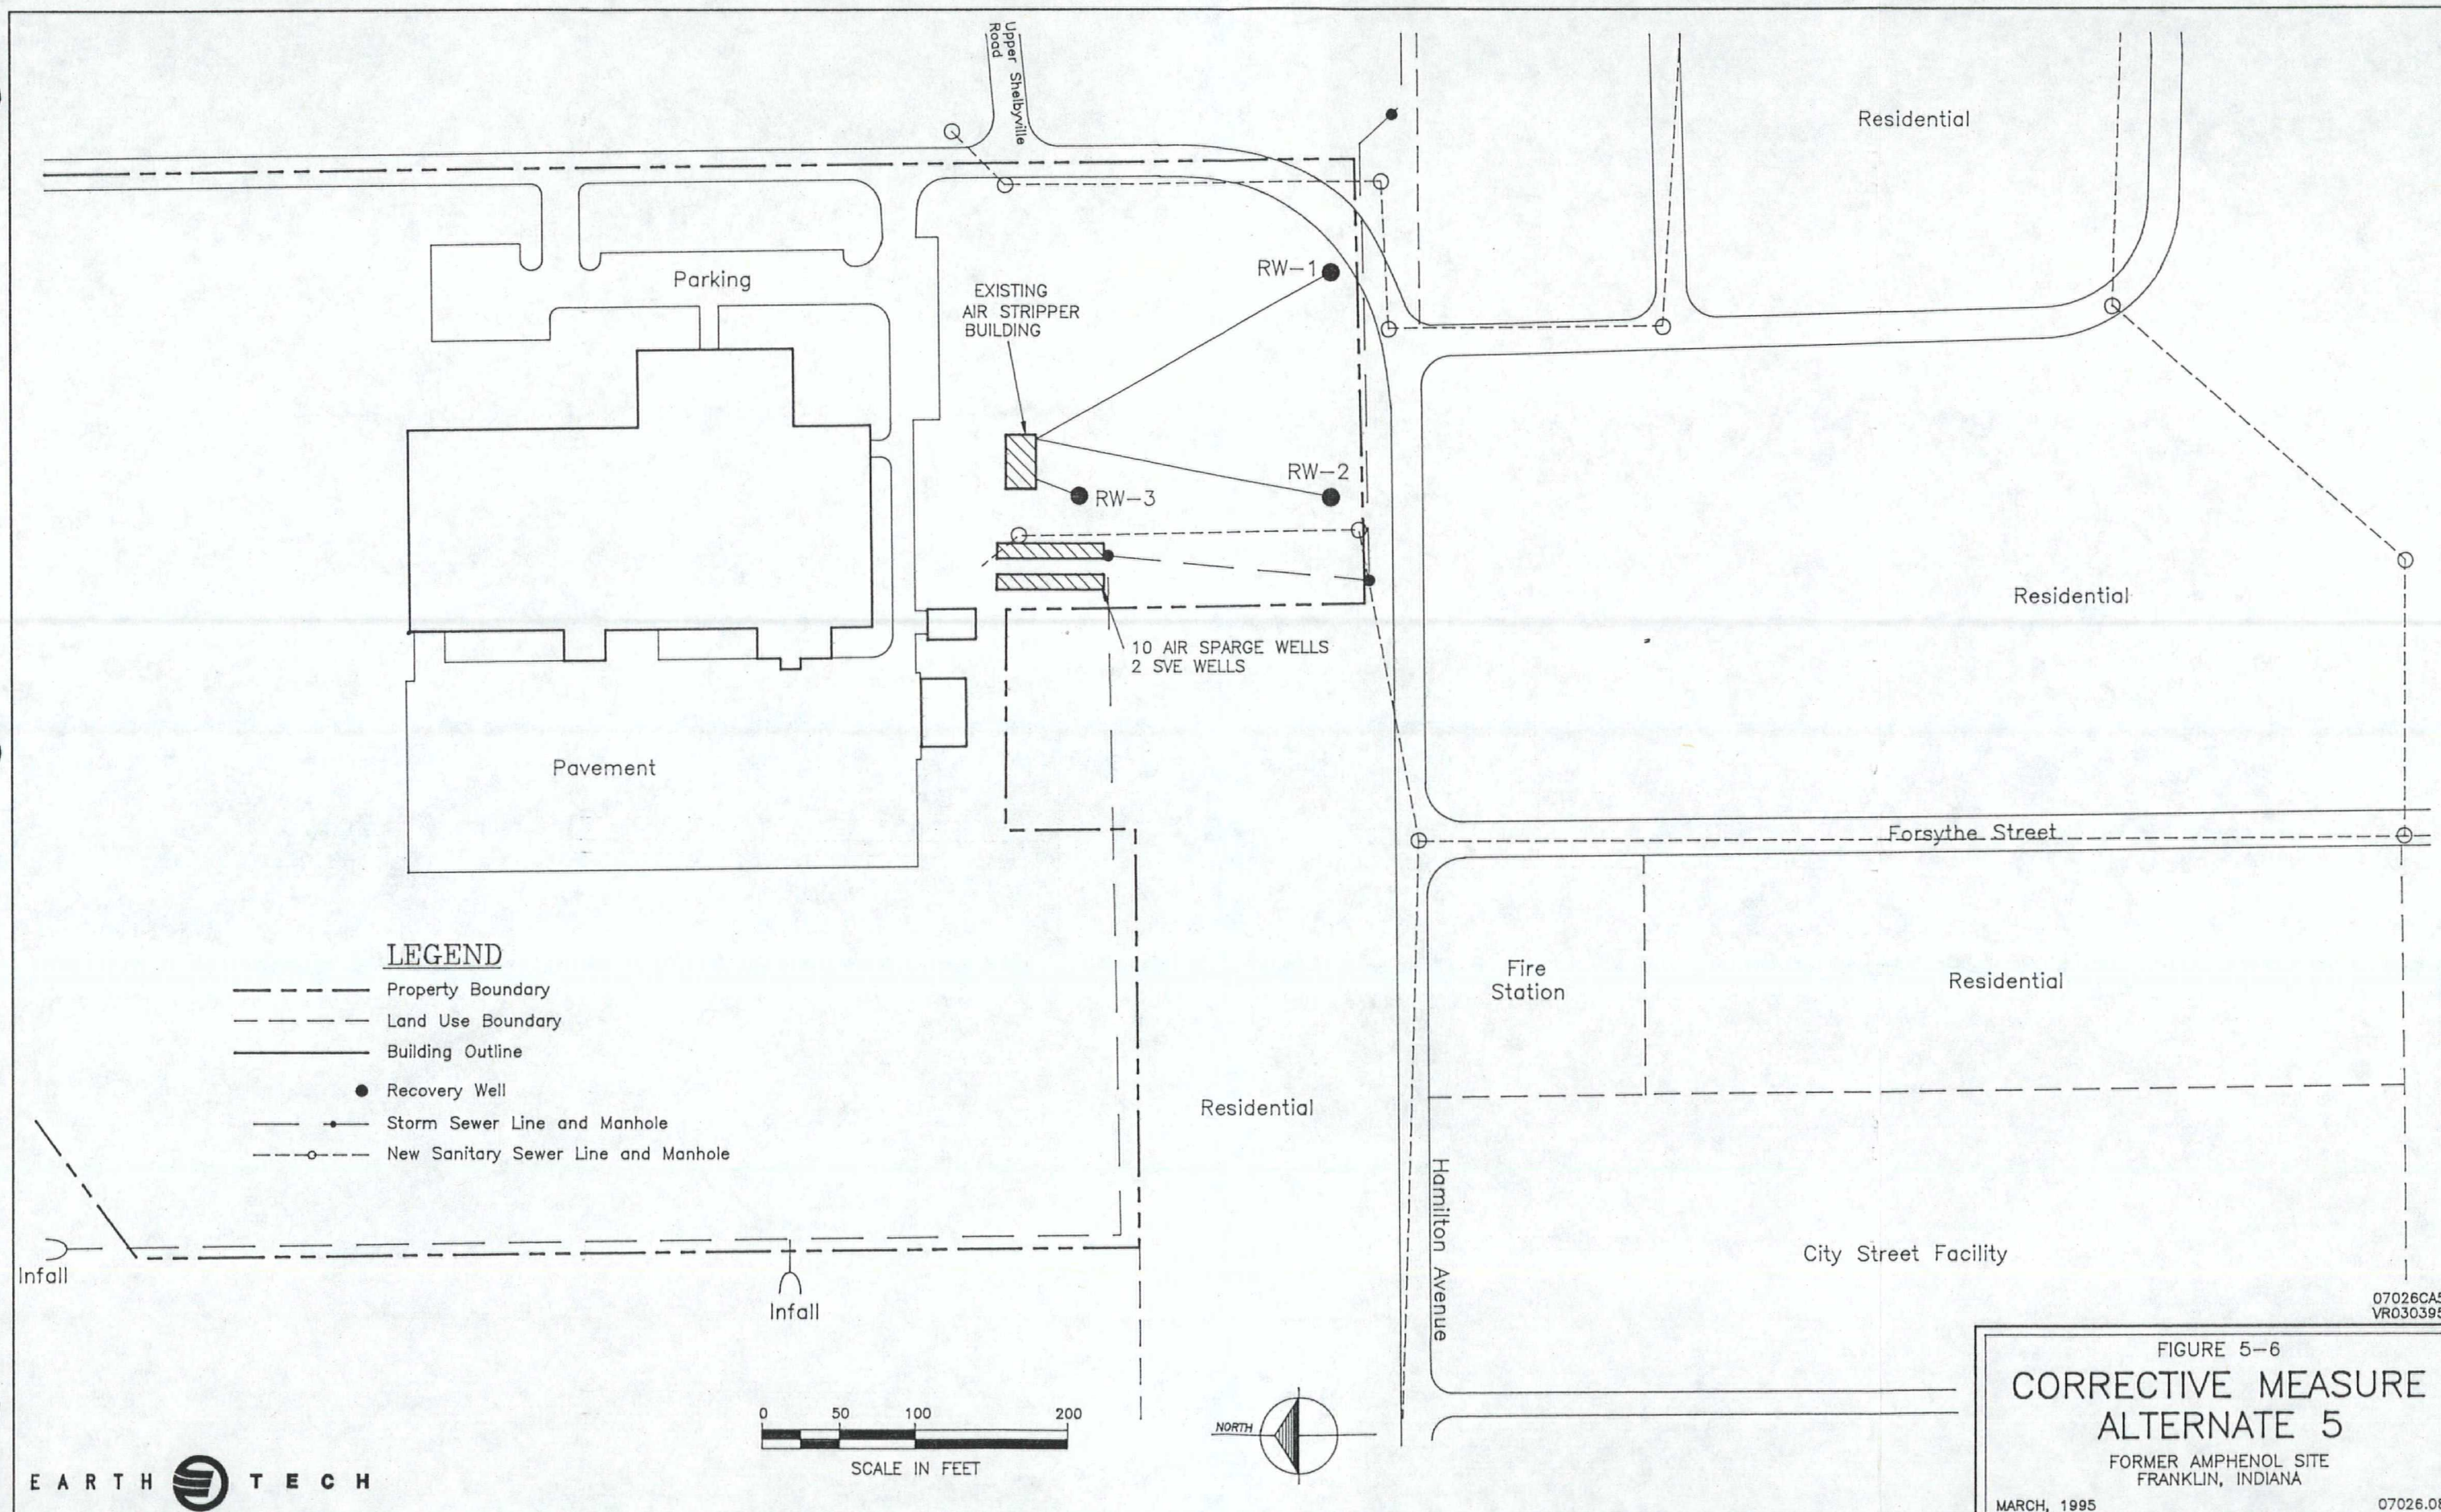 Upper Shelbyville
Road
Residential
Parking
EXISTING
AIR STRIPPER
BUILDING
RW-1
RW-2
RW-3
Residential
10 AIR SPARGE WELLS
2 SVE WELLS
Pavement
Forsythe Street
LEGEND
Property Boundary
Land Use Boundary
Building Outline
Recovery Well
Storm Sewer Line and Manhole
New Sanitary Sewer Line and Manhole
Fire
Station
Residential
Residential
Hamilton Avenue
City Street Facility
Infall
Infall
0 50 100 200
SCALE IN FEET
NORTH
EARTH TECH
07026CA5
VR030395
FIGURE 5-6
CORRECTIVE MEASURE
ALTERNATE 5
FORMER AMPHENOL SITE
FRANKLIN, INDIANA
MARCH, 1995 07026.08